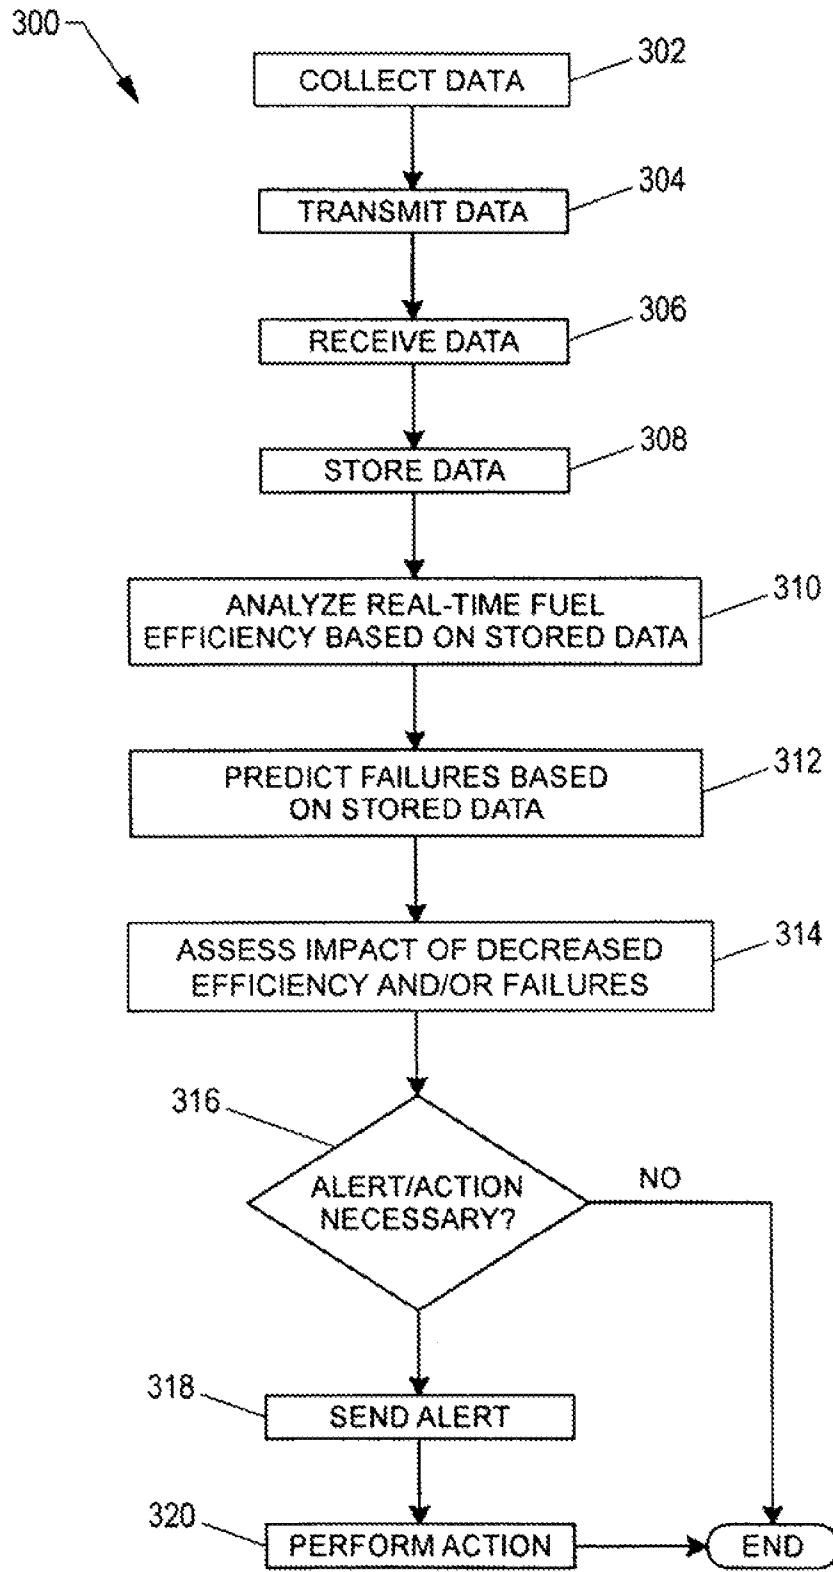 300
COLLECT DATA
302
TRANSMIT DATA
304
RECEIVE DATA
306
STORE DATA
308
ANALYZE REAL-TIME FUEL
EFFICIENCY BASED ON STORED DATA
310
PREDICT FAILURES BASED
ON STORED DATA
312
ASSESS IMPACT OF DECREASED
EFFICIENCY AND/OR FAILURES
314
316
ALERT/ACTION
NECESSARY?
NO
318
SEND ALERT
320
PERFORM ACTION
END